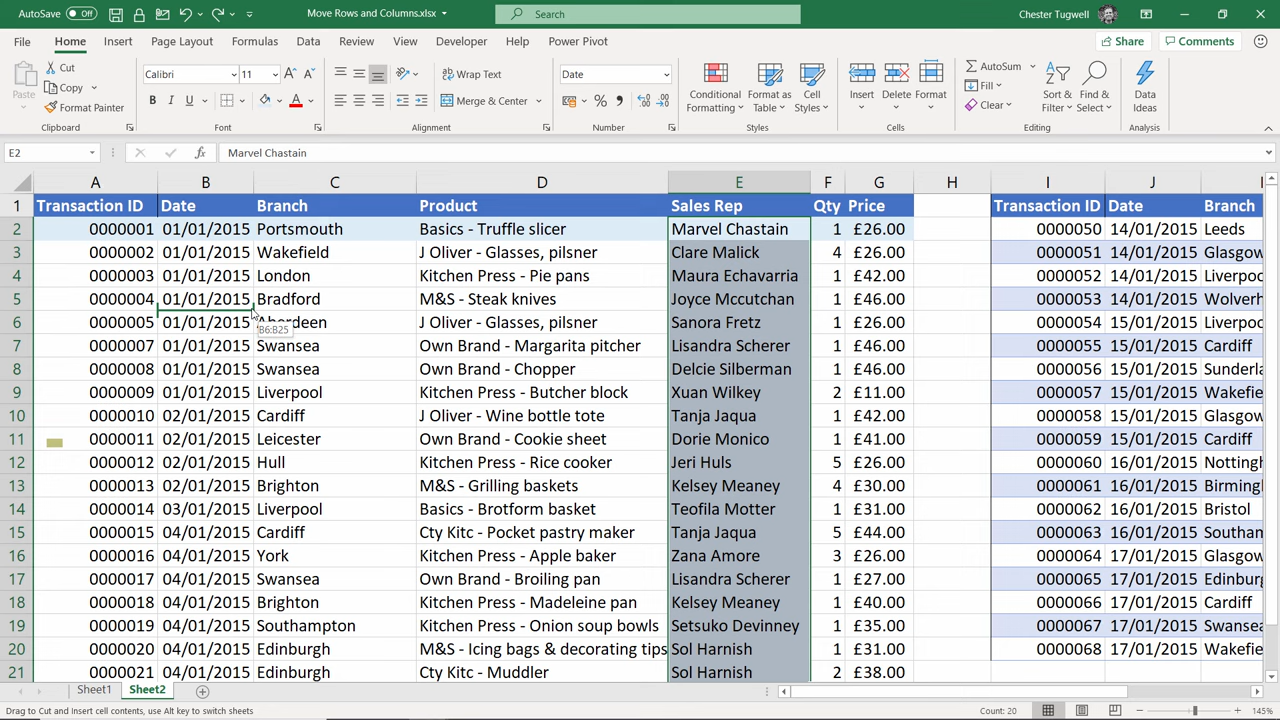 AutoSave Off Move Rows and Columns.xlsx Search Chester Tugwell
File Home Insert Page Layout Formulas Data Review View Developer Help Power Pivot Share Comments
Paste Cut Copy Format Painter Clipboard
Calibri 11 B I U A Font
Wrap Text Merge & Center Alignment
Date % Number
Conditional Formatting Format as Table Cell Styles Styles
Insert Delete Format Cells
AutoSum Fill Clear Sort & Filter Find & Select Editing
Data Ideas Analysis
E2 fx Marvel Chastain
A B C D E F G H I J
1 Transaction ID Date Branch Product Sales Rep Qty Price Transaction ID Date Branch
2 0000001 01/01/2015 Portsmouth Basics - Truffle slicer Marvel Chastain 1 £26.00 0000050 14/01/2015 Leeds
3 0000002 01/01/2015 Wakefield J Oliver - Glasses, pilsner Clare Malick 4 £26.00 0000051 14/01/2015 Glasgow
4 0000003 01/01/2015 London Kitchen Press - Pie pans Maura Echavarria 1 £42.00 0000052 14/01/2015 Liverpo
5 0000004 01/01/2015 Bradford M&S - Steak knives Joyce Mccutchan 1 £46.00 0000053 14/01/2015 Wolverh
6 0000005 01/01/2015 Aberdeen J Oliver - Glasses, pilsner Sanora Fretz 1 £26.00 0000054 15/01/2015 Liverpo
B6:B25
7 0000006 01/01/2015 Swansea Own Brand - Margarita pitcher Lisandra Scherer 1 £46.00 0000055 15/01/2015 Cardiff
8 0000008 01/01/2015 Swansea Own Brand - Chopper Delcie Silberman 1 £46.00 0000056 15/01/2015 Sunderla
9 0000009 01/01/2015 Liverpool Kitchen Press - Butcher block Xuan Wilkey 2 £11.00 0000057 15/01/2015 Wakefie
10 0000010 02/01/2015 Cardiff J Oliver - Wine bottle tote Tanja Jaqua 1 £42.00 0000058 15/01/2015 Glasgow
11 0000011 02/01/2015 Leicester Own Brand - Cookie sheet Dorie Monico 1 £41.00 0000059 15/01/2015 Cardiff
12 0000012 02/01/2015 Hull Kitchen Press - Rice cooker Jeri Huls 5 £26.00 0000060 16/01/2015 Notting
13 0000013 02/01/2015 Brighton M&S - Grilling baskets Kelsey Meaney 4 £30.00 0000061 16/01/2015 Birming
14 0000014 03/01/2015 Liverpool Basics - Brotform basket Teofila Motter 1 £31.00 0000062 16/01/2015 Bristol
15 0000015 04/01/2015 Cardiff Cty Kitc - Pocket pastry maker Tanja Jaqua 5 £44.00 0000063 16/01/2015 Southan
16 0000016 04/01/2015 York Kitchen Press - Apple baker Zana Amore 3 £26.00 0000064 17/01/2015 Glasgow
17 0000017 04/01/2015 Swansea Own Brand - Broiling pan Lisandra Scherer 1 £27.00 0000065 17/01/2015 Edinburg
18 0000018 04/01/2015 Brighton Kitchen Press - Madeleine pan Kelsey Meaney 1 £40.00 0000066 17/01/2015 Cardiff
19 0000019 04/01/2015 Southampton Kitchen Press - Onion soup bowls Setsuko Devinney 1 £35.00 0000067 17/01/2015 Swansea
20 0000020 04/01/2015 Edinburgh M&S - Icing bags & decorating tips Sol Harnish 1 £31.00 0000068 17/01/2015 Wakefie
21 0000021 04/01/2015 Edinburgh Cty Kitc - Muddler Sol Harnish 2 £38.00
Sheet1 Sheet2
Drag to Cut and Insert cell contents, use Alt key to switch sheets Count: 20 145%